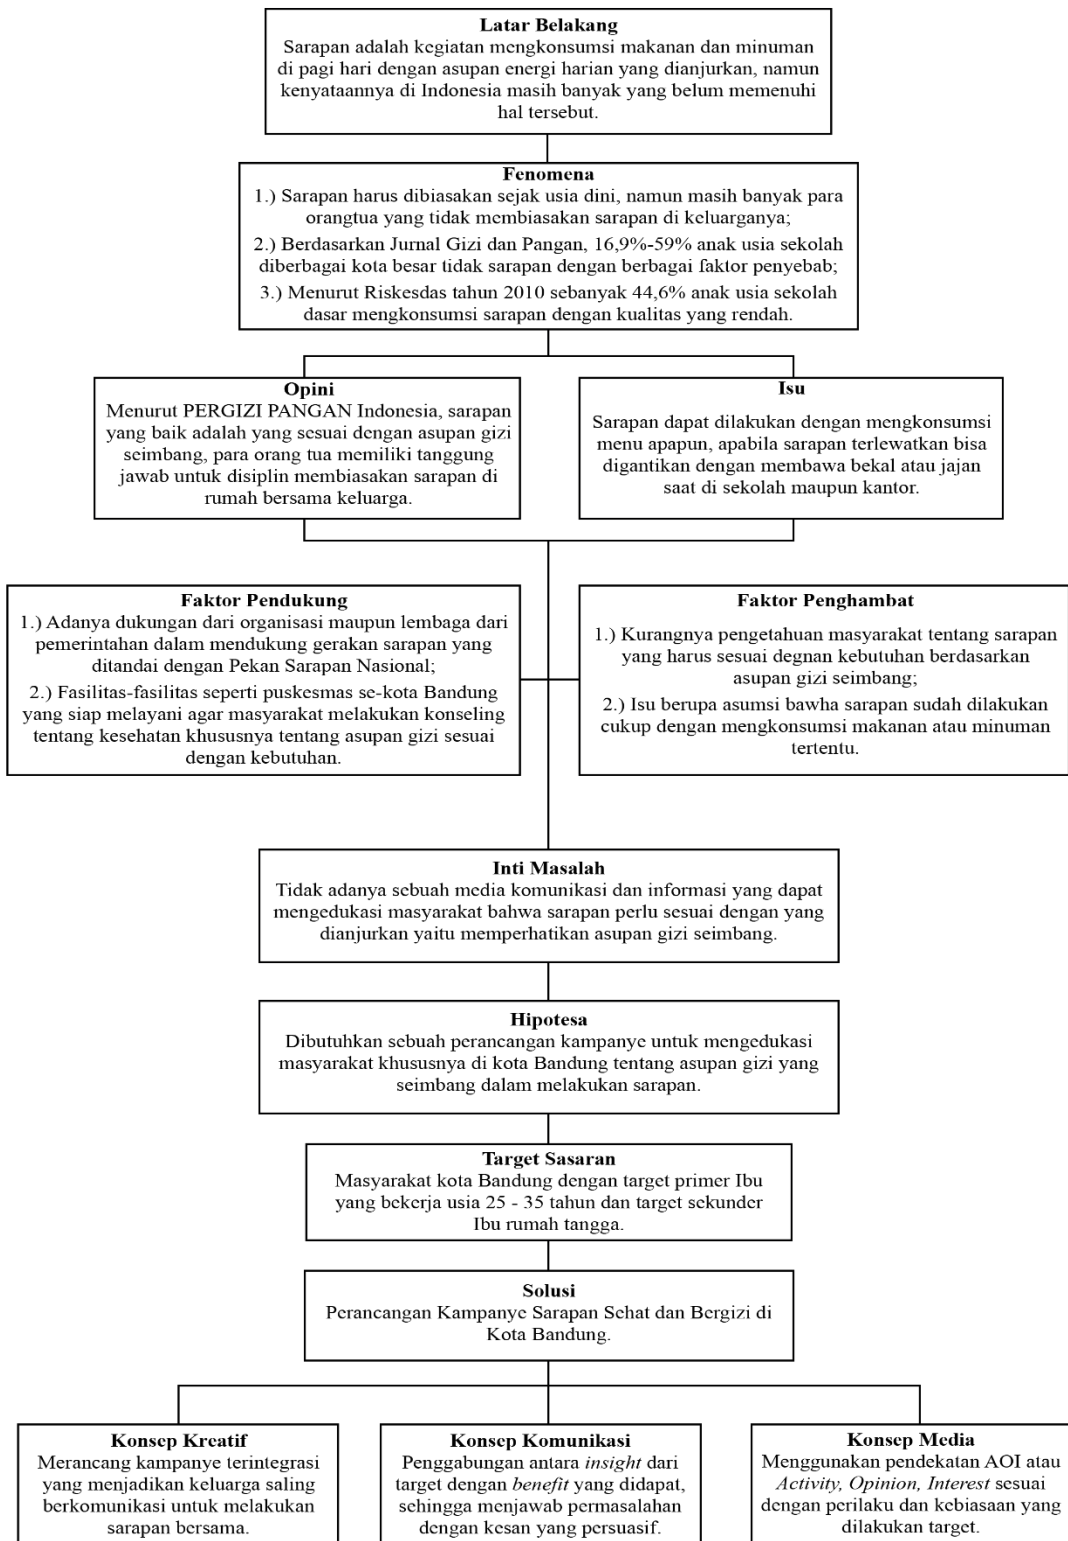 Latar Belakang
Sarapan adalah kegiatan mengkonsumsi makanan dan minuman
di pagi hari dengan asupan energi harian yang dianjurkan, namun
kenyataannya di Indonesia masih banyak yang belum memenuhi
hal tersebut.
Fenomena
1.) Sarapan harus dibiasakan sejak usia dini, namun masih banyak para
orangtua yang tidak membiasakan sarapan di keluarganya;
2.) Berdasarkan Jurnal Gizi dan Pangan, 16,9%-59% anak usia sekolah
diberbagai kota besar tidak sarapan dengan berbagai faktor penyebab;
3.) Menurut Riskesdas tahun 2010 sebanyak 44,6% anak usia sekolah
dasar mengkonsumsi sarapan dengan kualitas yang rendah.
Opini
Menurut PERGIZI PANGAN Indonesia, sarapan
yang baik adalah yang sesuai dengan asupan gizi
seimbang, para orang tua memiliki tanggung
jawab untuk disiplin membiasakan sarapan di
rumah bersama keluarga.
Isu
Sarapan dapat dilakukan dengan mengkonsumsi
menu apapun, apabila sarapan terlewatkan bisa
digantikan dengan membawa bekal atau jajan
saat di sekolah maupun kantor.
Faktor Pendukung
1.) Adanya dukungan dari organisasi maupun lembaga dari
pemerintahan dalam mendukung gerakan sarapan yang
ditandai dengan Pekan Sarapan Nasional;
2.) Fasilitas-fasilitas seperti puskesmas se-kota Bandung
yang siap melayani agar masyarakat melakukan konseling
tentang kesehatan khususnya tentang asupan gizi sesuai
dengan kebutuhan.
Faktor Penghambat
1.) Kurangnya pengetahuan masyarakat tentang sarapan
yang harus sesuai degnan kebutuhan berdasarkan
asupan gizi seimbang;
2.) Isu berupa asumsi bawha sarapan sudah dilakukan
cukup dengan mengkonsumsi makanan atau minuman
tertentu.
Inti Masalah
Tidak adanya sebuah media komunikasi dan informasi yang dapat
mengedukasi masyarakat bahwa sarapan perlu sesuai dengan yang
dianjurkan yaitu memperhatikan asupan gizi seimbang.
Hipotesa
Dibutuhkan sebuah perancangan kampanye untuk mengedukasi
masyarakat khususnya di kota Bandung tentang asupan gizi yang
seimbang dalam melakukan sarapan.
Target Sasaran
Masyarakat kota Bandung dengan target primer Ibu
yang bekerja usia 25 - 35 tahun dan target sekunder
Ibu rumah tangga.
Solusi
Perancangan Kampanye Sarapan Sehat dan Bergizi di
Kota Bandung.
Konsep Kreatif
Merancang kampanye terintegrasi
yang menjadikan keluarga saling
berkomunikasi untuk melakukan
sarapan bersama.
Konsep Komunikasi
Penggabungan antara insight dari
target dengan benefit yang didapat,
sehingga menjawab permasalahan
dengan kesan yang persuasif.
Konsep Media
Menggunakan pendekatan AOI atau
Activity, Opinion, Interest sesuai
dengan perilaku dan kebiasaan yang
dilakukan target.